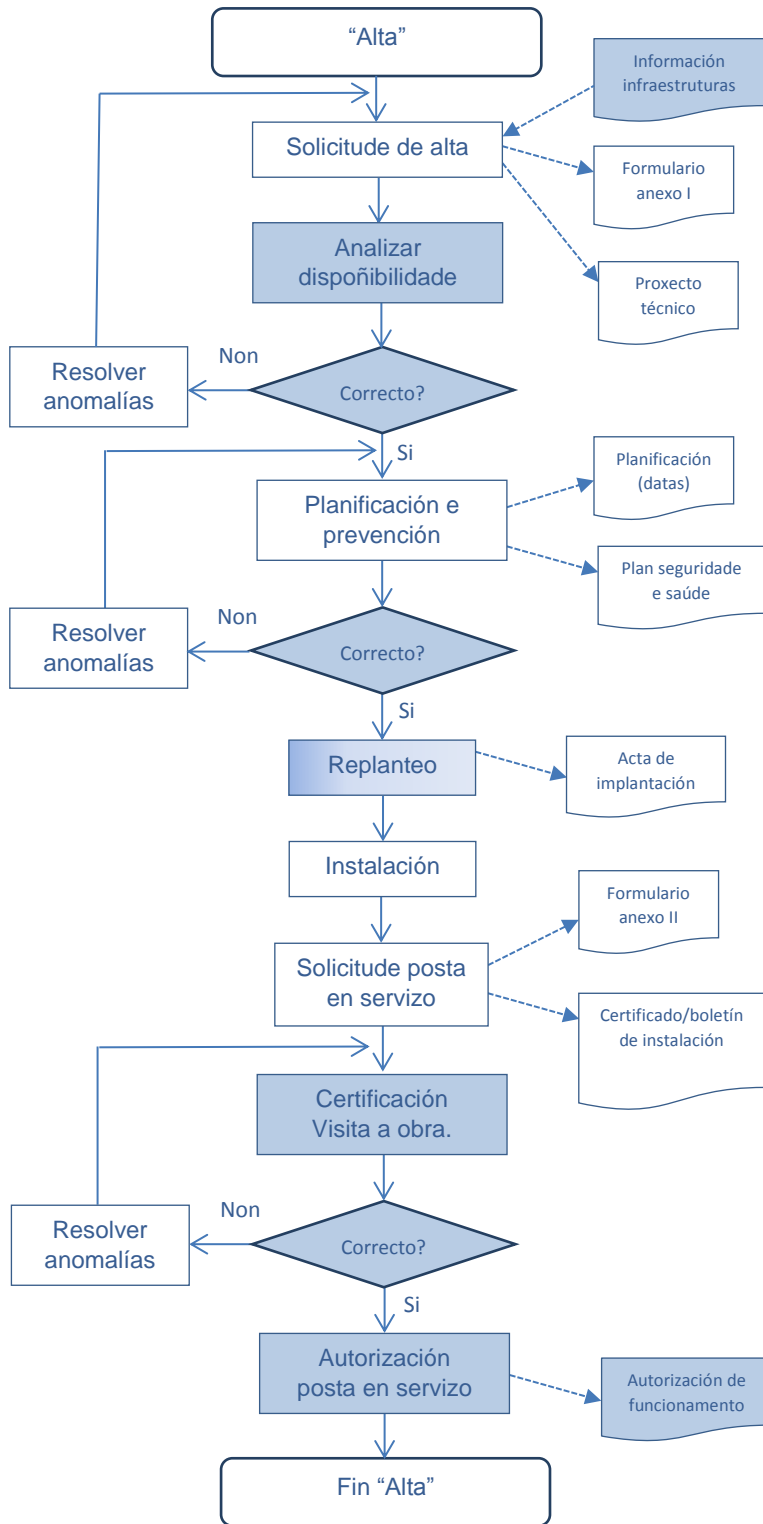 “Alta”
Información
infraestruturas
Solicitude de alta
Formulario
anexo I
Analizar
dispoñibilidade
Proxecto
técnico
Non
Resolver
anomalías
Correcto?
Si
Planificación
(datas)
Planificación e
prevención
Plan seguridade
e saúde
Non
Resolver
anomalías
Correcto?
Si
Replanteo
Acta de
implantación
Instalación
Formulario
anexo II
Solicitude posta
en servizo
Certificado/boletín
de instalación
Certificación
Visita a obra.
Non
Resolver
anomalías
Correcto?
Si
Autorización
posta en servizo
Autorización de
funcionamento
Fin “Alta”